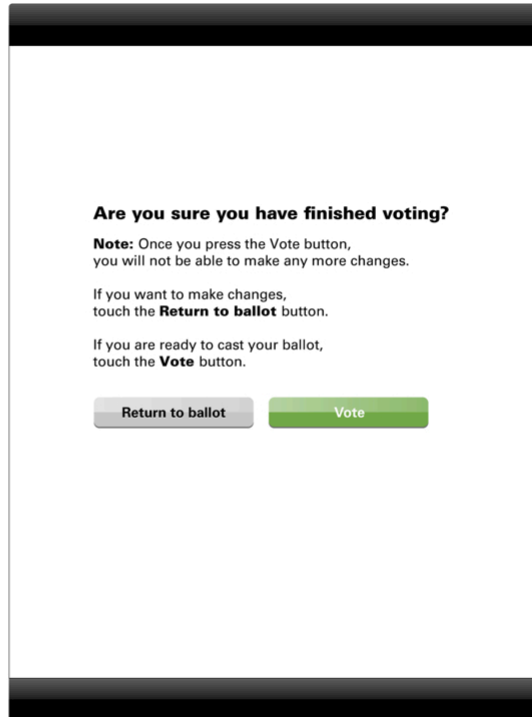 Are you sure you have finished voting?
Note: Once you press the Vote button,
you will not be able to make any more changes.
If you want to make changes,
touch the Return to ballot button.
If you are ready to cast your ballot,
touch the Vote button.
Return to ballot
Vote